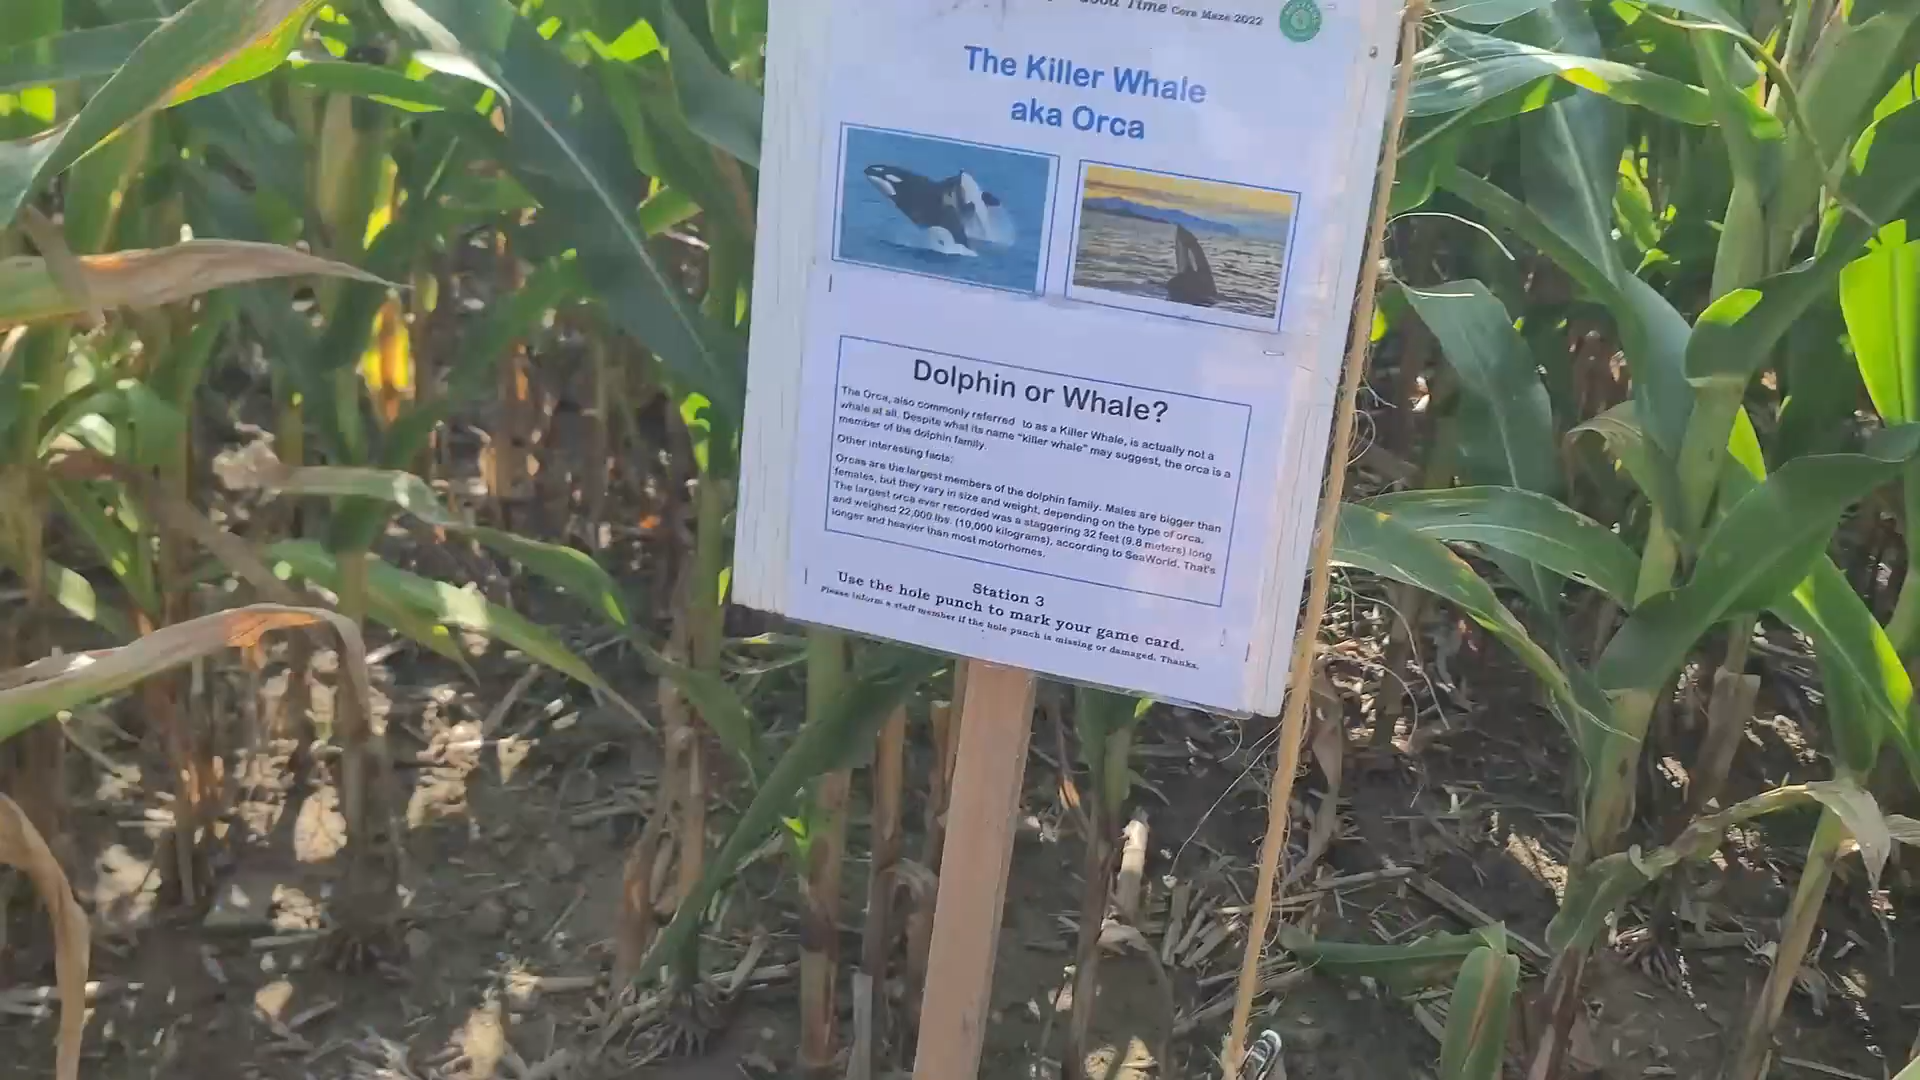 Good Time Corn Maze 2022
The Killer Whale
aka Orca
Dolphin or Whale?
The Orca, also commonly referred to as a Killer Whale, is actually not a
whale at all. Despite what its name "killer whale" may suggest, the orca is a
member of the dolphin family.
Other interesting facts:
Orcas are the largest members of the dolphin family. Males are bigger than
females, but they vary in size and weight, depending on the type of orca.
The largest orca ever recorded was a staggering 32 feet (9.8 meters) long
and weighed 22,000 lbs. (10,000 kilograms), according to SeaWorld. That's
longer and heavier than most motorhomes.
Station 3
Use the hole punch to mark your game card.
Please inform a staff member if the hole punch is missing or damaged. Thanks.